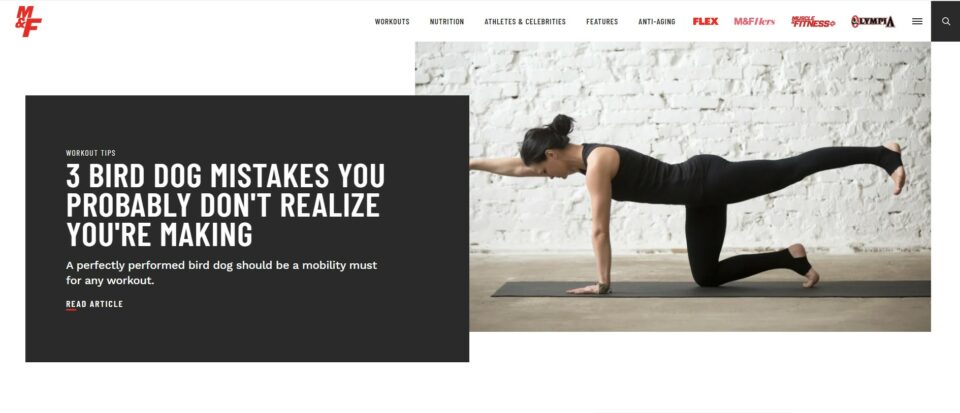 M&F
WORKOUTS NUTRITION ATHLETES & CELEBRITIES FEATURES ANTI-AGING FLEX M&F Hers MUSCLE & FITNESS+ OLYMPIA
WORKOUT TIPS
3 BIRD DOG MISTAKES YOU
PROBABLY DON'T REALIZE
YOU'RE MAKING
A perfectly performed bird dog should be a mobility must
for any workout.
READ ARTICLE